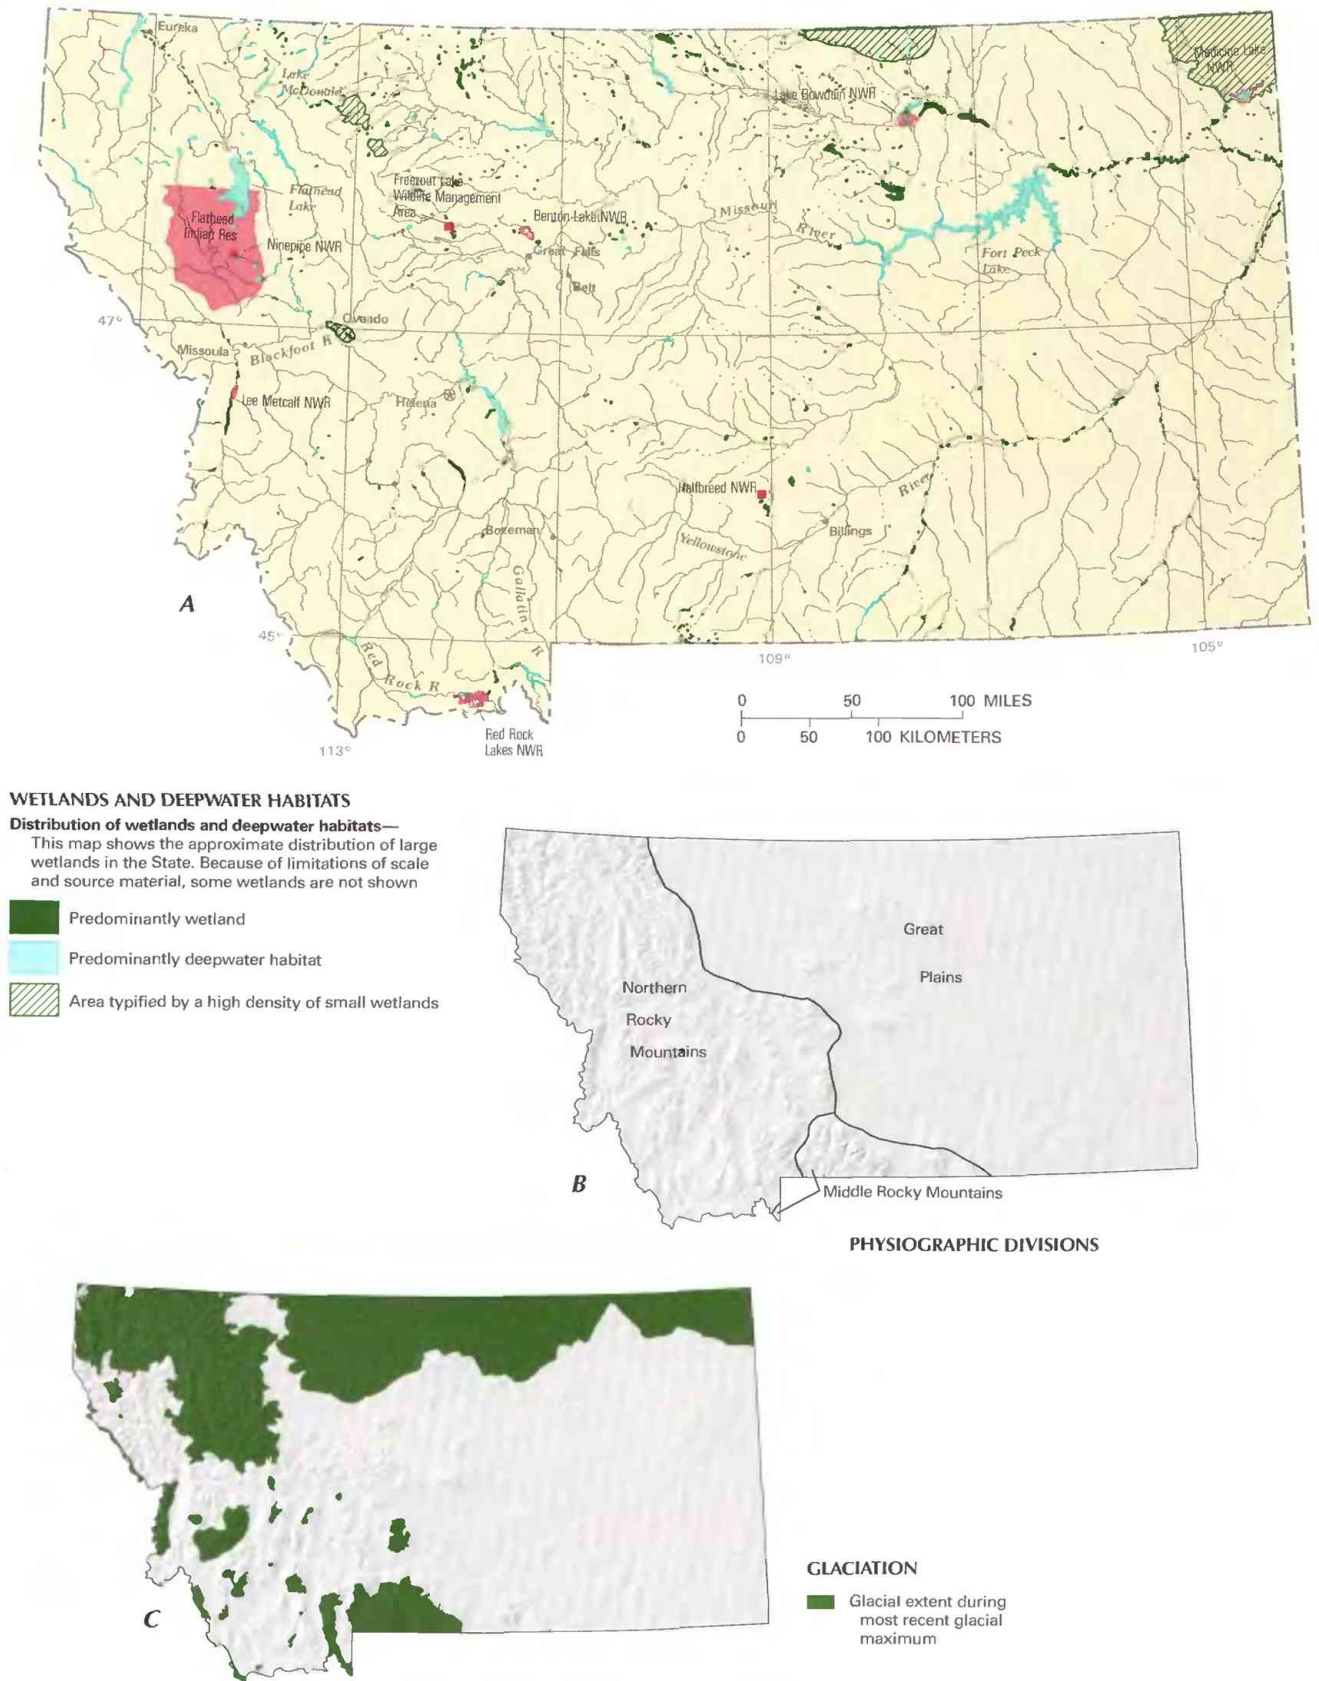 Eureka
Lake
McDonald
Medicine Lake
NWR
Lake Bowdoin NWR
Freezout Lake
Wildlife Management
Area
Flathead
Lake
Flathead
Indian Res
Benton Lake NWR
Missouri
River
Ninepipe NWR
Great Falls
Fort Peck
Lake
Belt
47°
Ovando
Missoula
Blackfoot R
Lee Metcalf NWR
Helena
Halfbreed NWR
River
Bozeman
Billings
Yellowstone
Gallatin
R
A
45°
Red
Rock R
109°
105°
Red Rock
Lakes NWR
113°
0 50 100 MILES
0 50 100 KILOMETERS
WETLANDS AND DEEPWATER HABITATS
Distribution of wetlands and deepwater habitats—
This map shows the approximate distribution of large
wetlands in the State. Because of limitations of scale
and source material, some wetlands are not shown
Predominantly wetland
Predominantly deepwater habitat
Area typified by a high density of small wetlands
Great
Plains
Northern
Rocky
Mountains
B
Middle Rocky Mountains
PHYSIOGRAPHIC DIVISIONS
C
GLACIATION
Glacial extent during
most recent glacial
maximum